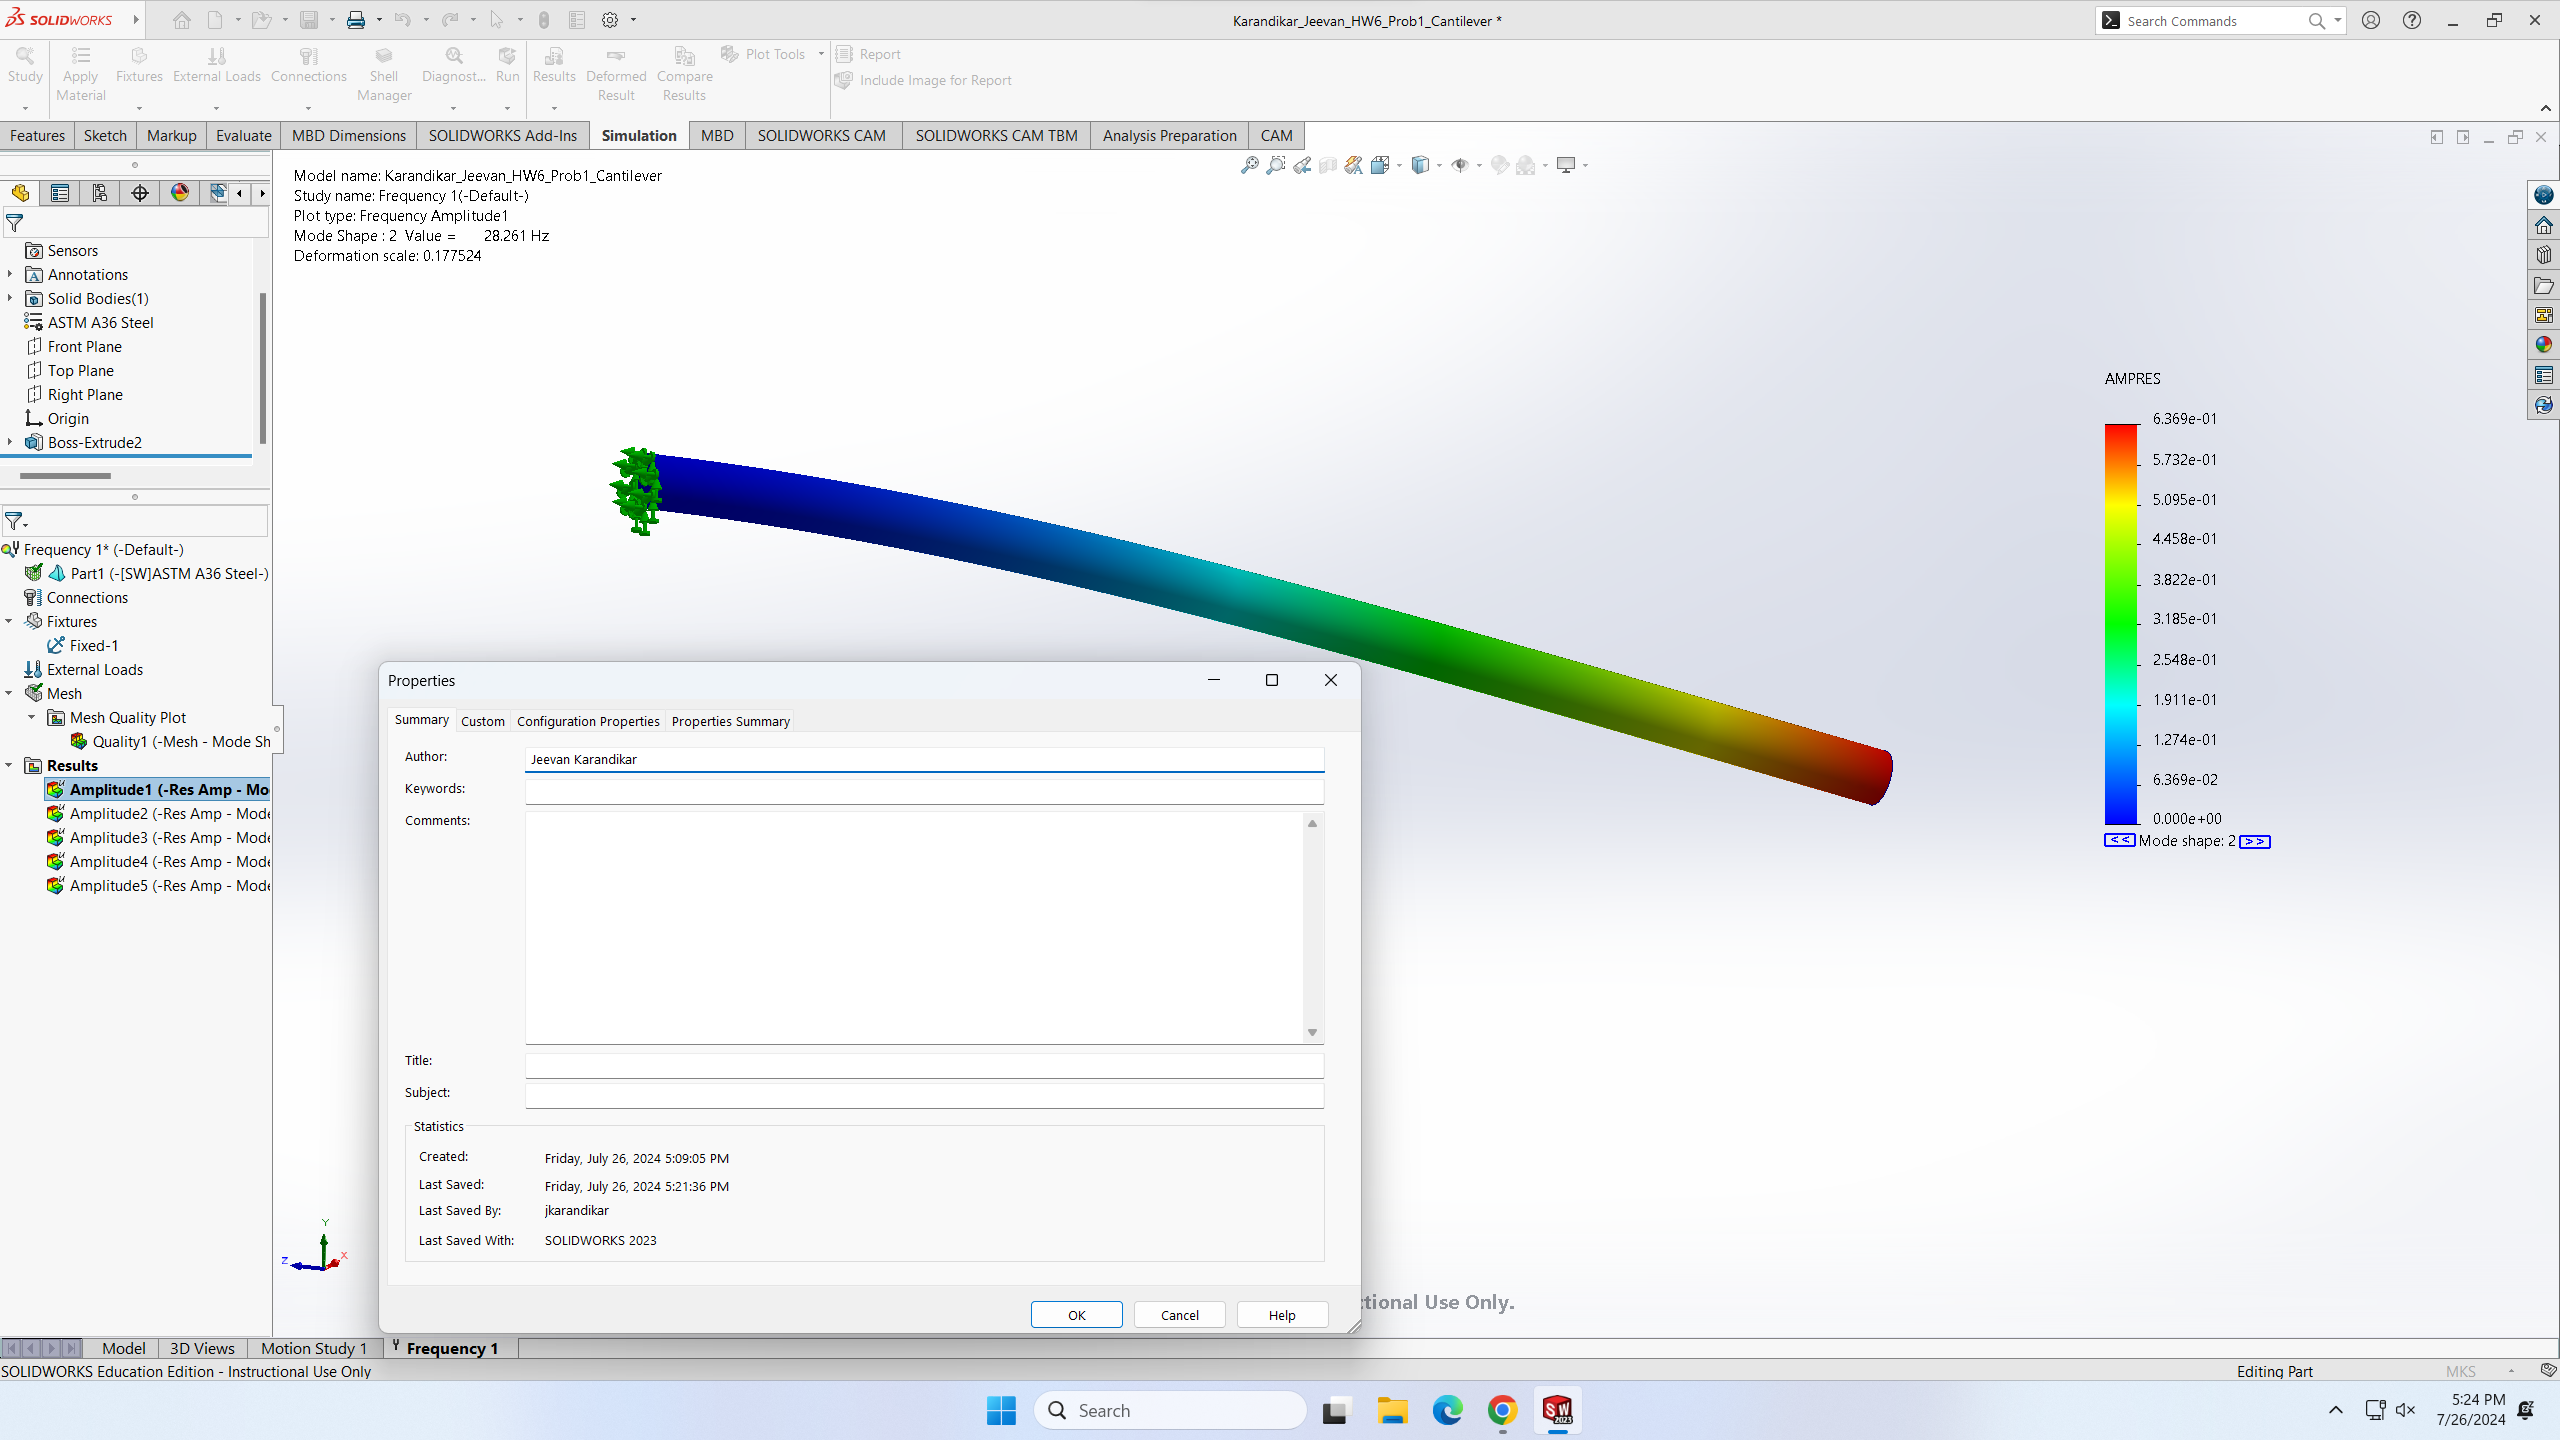 SOLIDWORKS
Karandikar_Jeevan_HW6_Prob1_Cantilever *
Search Commands
Study
Apply Material
Fixtures
External Loads
Connections
Shell Manager
Diagnost...
Run
Results
Deformed Result
Compare Results
Plot Tools
Report
Include Image for Report
Features
Sketch
Markup
Evaluate
MBD Dimensions
SOLIDWORKS Add-Ins
Simulation
MBD
SOLIDWORKS CAM
SOLIDWORKS CAM TBM
Analysis Preparation
CAM
Model name: Karandikar_Jeevan_HW6_Prob1_Cantilever
Study name: Frequency 1(-Default-)
Plot type: Frequency Amplitude1
Mode Shape : 2 Value = 28.261 Hz
Deformation scale: 0.177524
Sensors
Annotations
Solid Bodies(1)
ASTM A36 Steel
Front Plane
Top Plane
Right Plane
Origin
Boss-Extrude2
Frequency 1* (-Default-)
Part1 (-[SW]ASTM A36 Steel-)
Connections
Fixtures
Fixed-1
External Loads
Mesh
Mesh Quality Plot
Quality1 (-Mesh - Mode Sh
Results
Amplitude1 (-Res Amp - Mo
Amplitude2 (-Res Amp - Mode
Amplitude3 (-Res Amp - Mode
Amplitude4 (-Res Amp - Mode
Amplitude5 (-Res Amp - Mode
AMPRES
6.369e-01
5.732e-01
5.095e-01
4.458e-01
3.822e-01
3.185e-01
2.548e-01
1.911e-01
1.274e-01
6.369e-02
0.000e+00
<< Mode shape: 2 >>
Properties
Summary
Custom
Configuration Properties
Properties Summary
Author: Jeevan Karandikar
Keywords:
Comments:
Title:
Subject:
Statistics
Created: Friday, July 26, 2024 5:09:05 PM
Last Saved: Friday, July 26, 2024 5:21:36 PM
Last Saved By: jkarandikar
Last Saved With: SOLIDWORKS 2023
OK
Cancel
Help
Y
Z
X
ctional Use Only.
Model
3D Views
Motion Study 1
Frequency 1
SOLIDWORKS Education Edition - Instructional Use Only
Editing Part
MKS
Search
SW
2023
5:24 PM
7/26/2024